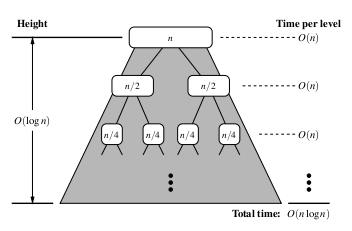 Height
Time per level
n
O(n)
n/2
n/2
O(n)
O(log n)
n/4
n/4
n/4
n/4
O(n)
Total time: O(n log n)